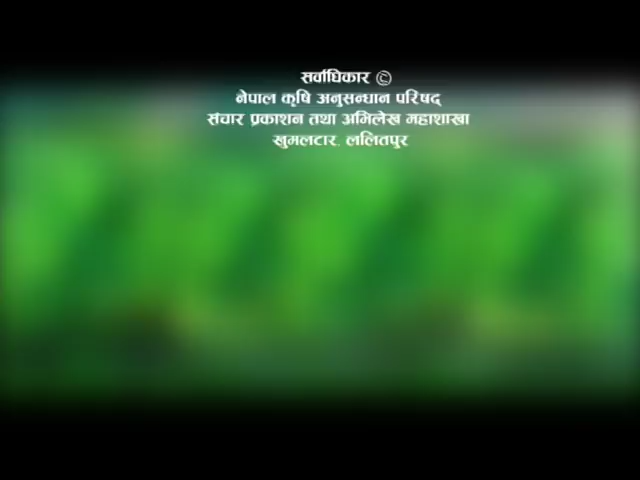 सर्वाधिकार ©
नेपाल कृषि अनुसन्धान परिषद्
संचार प्रकाशन तथा अभिलेख महाशाखा
खुमलटार, ललितपुर